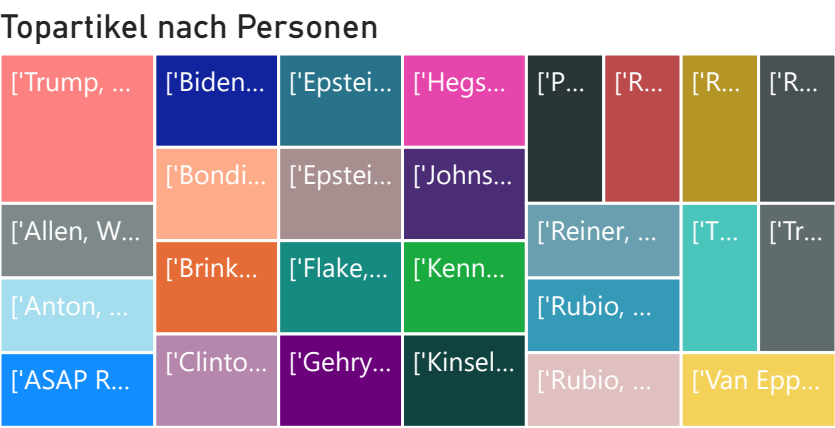 Topartikel nach Personen
['Trump, ...
['Allen, W...
['Anton, ...
['ASAP R...
['Biden...
['Bondi...
['Brink...
['Clinto...
['Epstei...
['Epstei...
['Flake,...
['Gehry...
['Hegs...
['Johns...
['Kenn...
['Kinsel...
['P...
['R...
['Reiner, ...
['Rubio, ...
['Rubio, ...
['R...
['R...
['T...
['Tr...
['Van Epp...